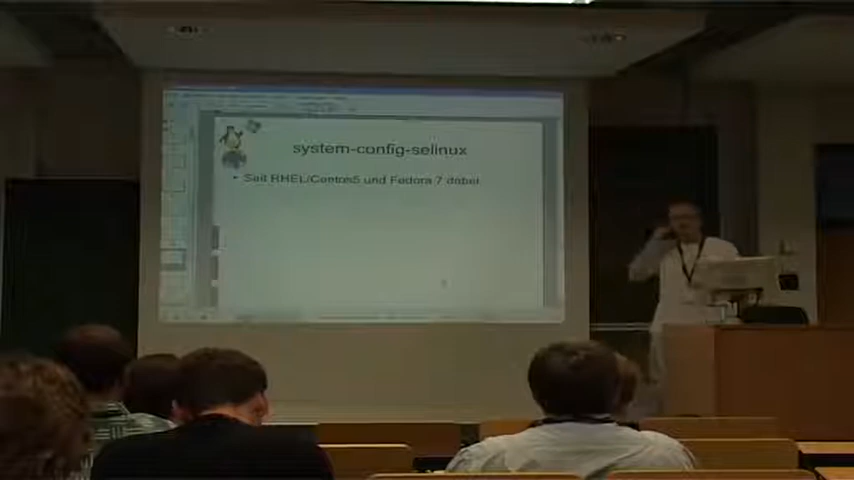 system-config-selinux
• Seit RHEL/Centos5 und Fedora 7 dabei